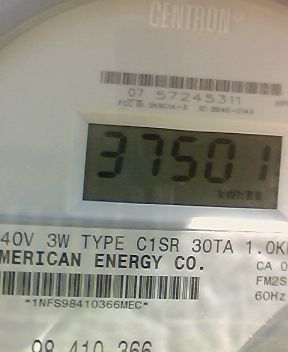 CENTRON®
07 57245311
37501
kWh
40V 3W TYPE C1SR 30TA 1.0K
MERICAN ENERGY CO.
CA 0
FM2S
*1NFS98410366MEC*
60Hz
98 410 366